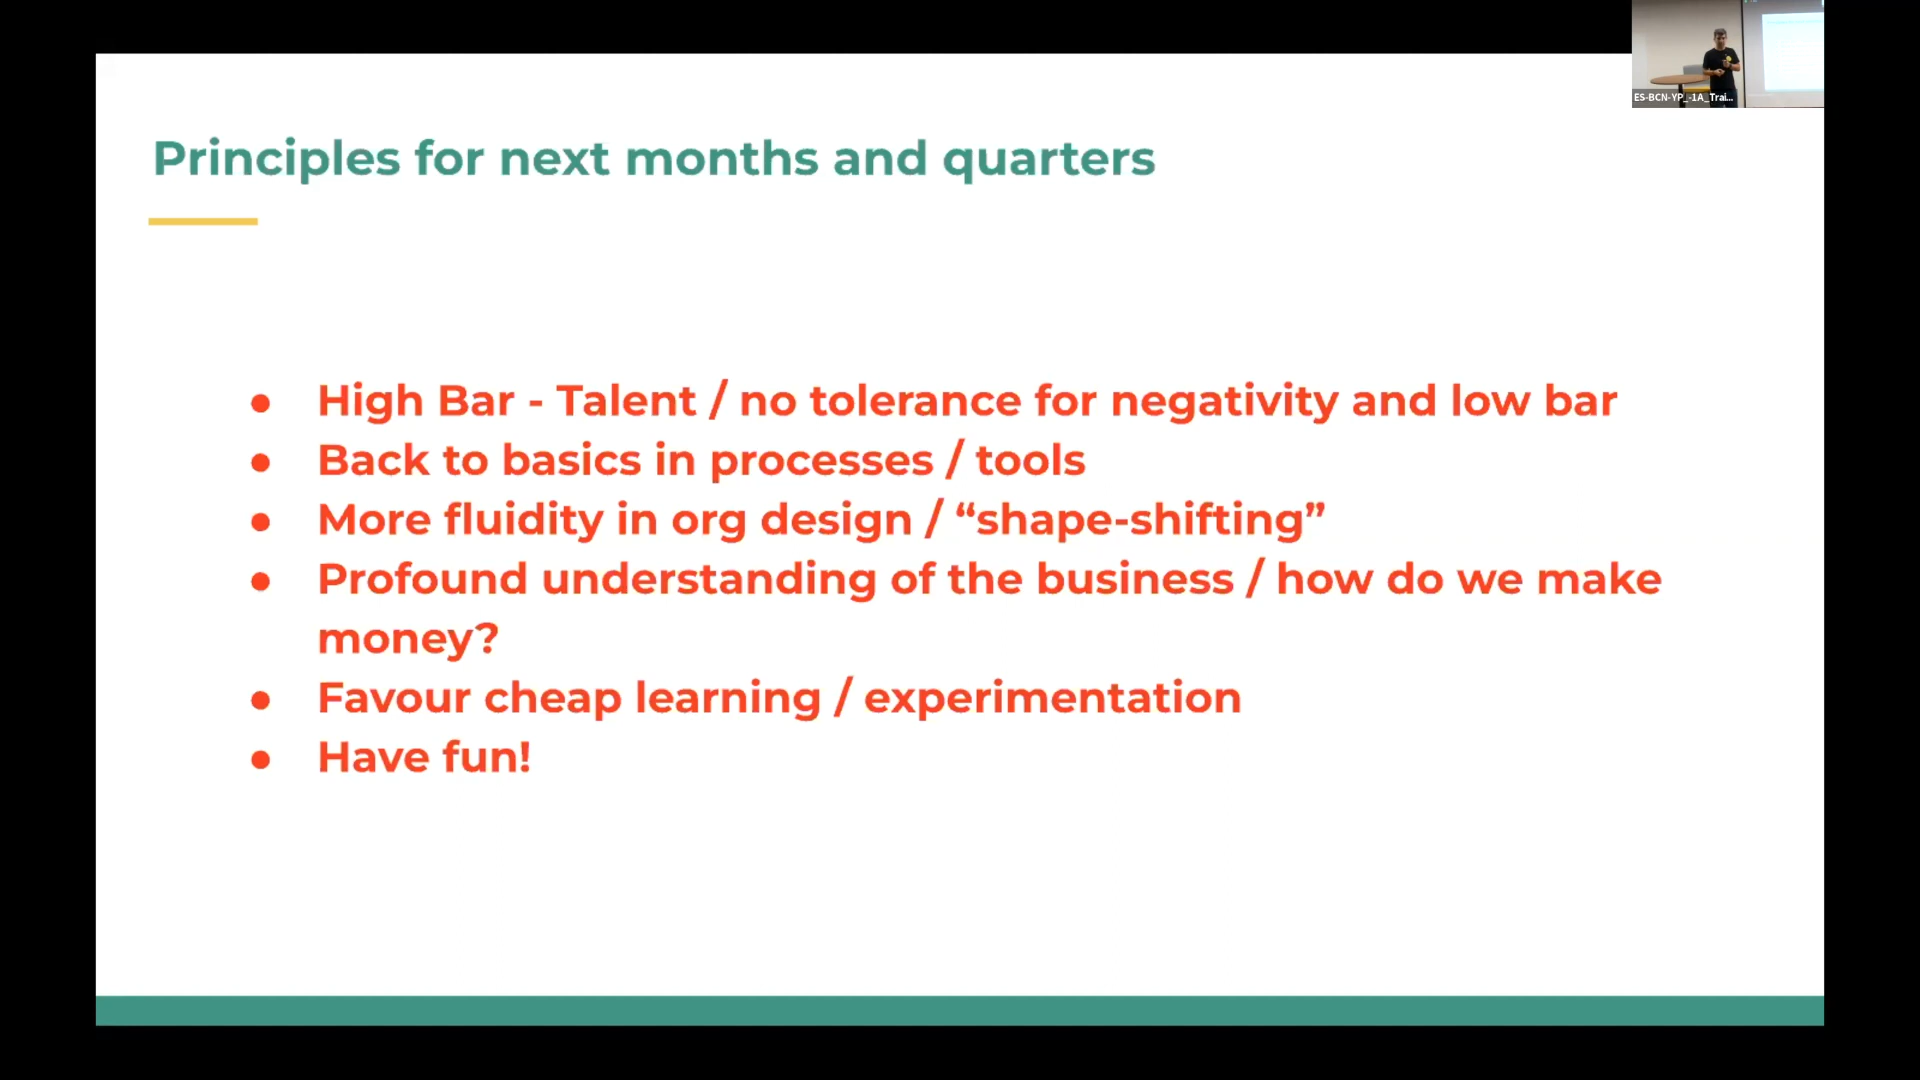 ES-BCN-YP_-1A_Trai...
Principles for next months and quarters
● High Bar - Talent / no tolerance for negativity and low bar
● Back to basics in processes / tools
● More fluidity in org design / “shape-shifting”
● Profound understanding of the business / how do we make
money?
● Favour cheap learning / experimentation
● Have fun!